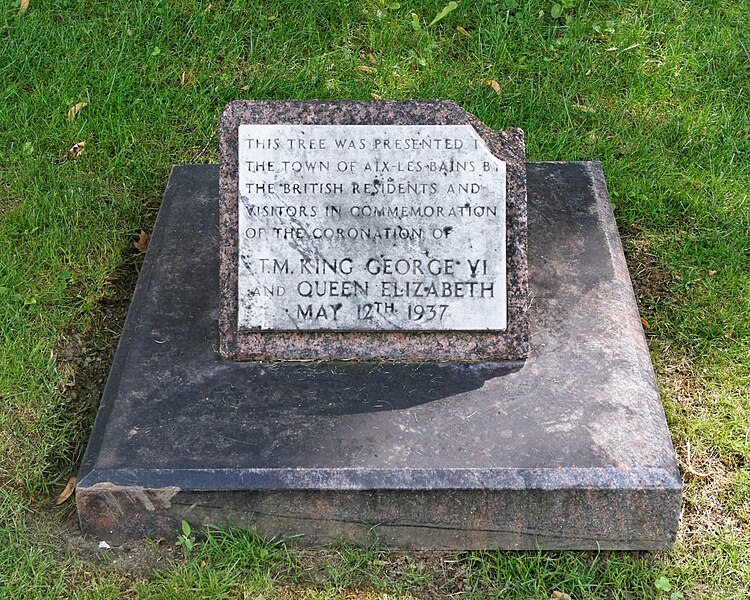 THIS TREE WAS PRESENTED T
THE TOWN OF AIX-LES-BAINS B
THE BRITISH RESIDENTS AND
VISITORS IN COMMEMORATION
OF THE CORONATION OF
T.M. KING GEORGE VI
AND QUEEN ELIZABETH
MAY 12TH 1937